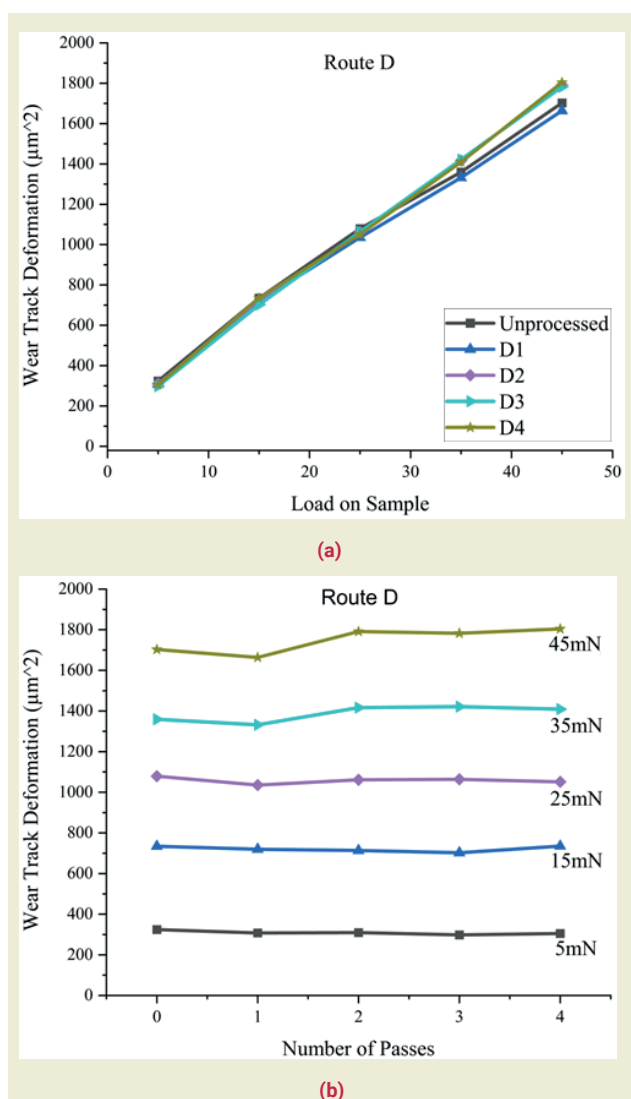 Route D
2000
1800
1600
1400
1200
1000
800
600
400
200
0
Wear Track Deformation (µm^2)
Unprocessed
D1
D2
D3
D4
0 10 20 30 40 50
Load on Sample
(a)
Route D
2000
1800
1600
1400
1200
1000
800
600
400
200
0
Wear Track Deformation (µm^2)
45mN
35mN
25mN
15mN
5mN
0 1 2 3 4
Number of Passes
(b)